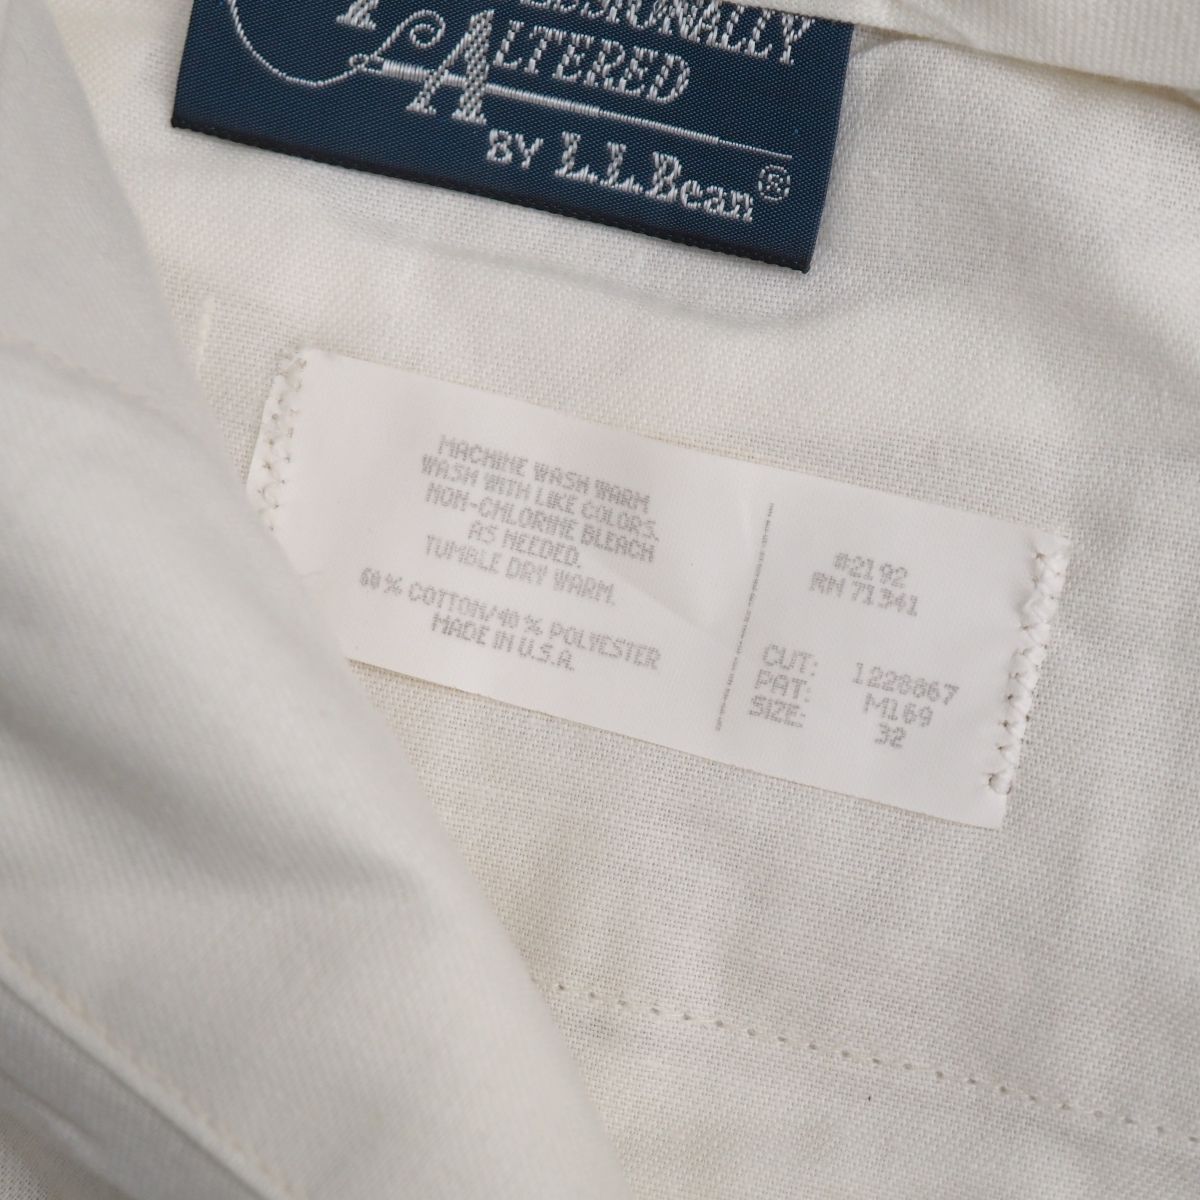 ALTERED
BY L.L.Bean®
MACHINE WASH WARM
WASH WITH LIKE COLORS.
NON-CHLORINE BLEACH
AS NEEDED.
TUMBLE DRY WARM.
60% COTTON/40% POLYESTER
MADE IN U.S.A.
#2192
RN 71341
CUT: 1228867
PAT: M169
SIZE: 32